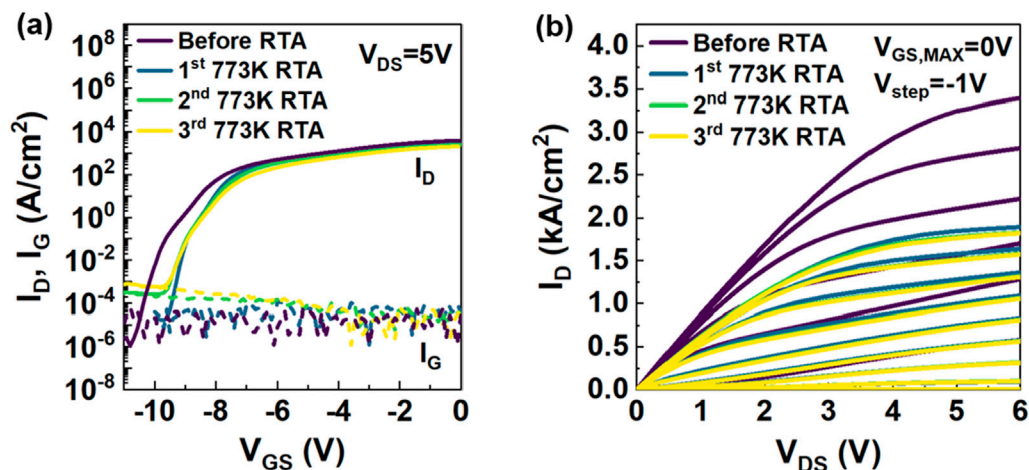 (a)
I_D, I_G (A/cm²)
10⁸
10⁶
10⁴
10²
10⁰
10⁻²
10⁻⁴
10⁻⁶
10⁻⁸
Before RTA
1ˢᵗ 773K RTA
2ⁿᵈ 773K RTA
3ʳᵈ 773K RTA
V_DS=5V
I_D
I_G
-10 -8 -6 -4 -2 0
V_GS (V)
(b)
I_D (kA/cm²)
4.0
3.5
3.0
2.5
2.0
1.5
1.0
0.5
0.0
Before RTA
1ˢᵗ 773K RTA
2ⁿᵈ 773K RTA
3ʳᵈ 773K RTA
V_GS,MAX=0V
V_step=-1V
0 1 2 3 4 5 6
V_DS (V)